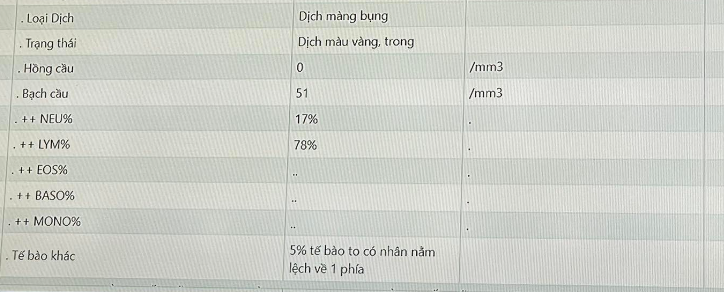 . Loại Dịch Dịch màng bụng
. Trạng thái Dịch màu vàng, trong
. Hồng cầu 0 /mm3
. Bạch cầu 51 /mm3
. ++ NEU% 17% .
. ++ LYM% 78% .
. ++ EOS% .. .
. ++ BASO% .. .
. ++ MONO% .. .
. Tế bào khác 5% tế bào to có nhân nằm
lệch về 1 phía